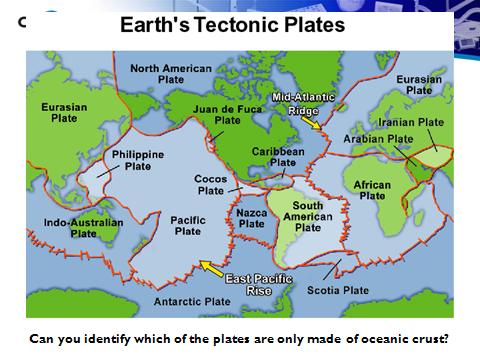 Earth's Tectonic Plates
North American
Plate
Eurasian
Plate
Eurasian
Plate
Juan de Fuca
Plate
Mid-Atlantic
Ridge
Iranian Plate
Arabian Plate
Philippine
Plate
Caribbean
Plate
Cocos
Plate
African
Plate
Indo-Australian
Plate
Pacific
Plate
Nazca
Plate
South
American
Plate
East Pacific
Rise
Scotia Plate
Antarctic Plate
Can you identify which of the plates are only made of oceanic crust?